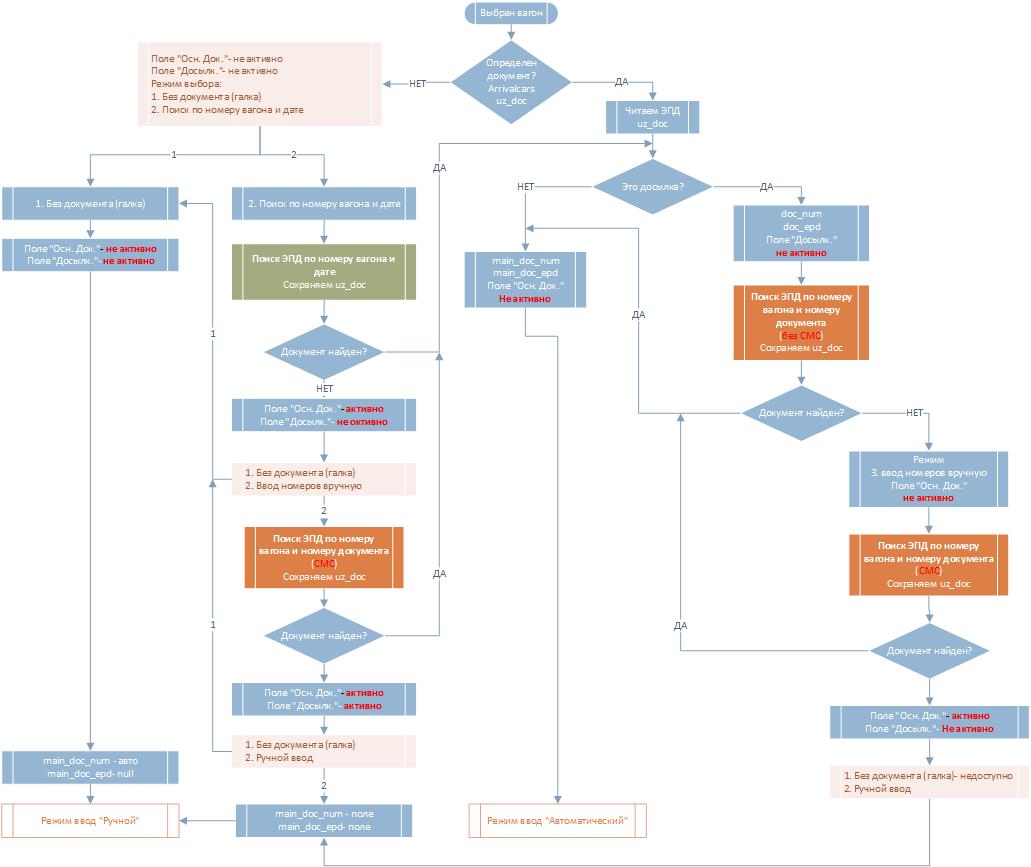 Выбран вагон
Определен
документ?
Arrivalcars
uz_doc
НЕТ
ДА
Поле "Осн. Док."- не активно
Поле "Досылк."- не активно
Режим выбора:
1. Без документа (галка)
2. Поиск по номеру вагона и дате
Читаем ЭПД
uz_doc
1
2
ДА
Это досылка?
НЕТ
ДА
1. Без документа (галка)
2. Поиск по номеру вагона и дате
Поле "Осн. Док."- не активно
Поле "Досылк."- не активно
Поиск ЭПД по номеру вагона и
дате
Сохраняем uz_doc
main_doc_num
main_doc_epd
Поле "Осн. Док."
Не активно
doc_num
doc_epd
Поле "Досылк."
не активно
Поиск ЭПД по номеру
вагона и номеру
документа
(без СМС)
Сохраняем uz_doc
ДА
1
Документ найден?
НЕТ
Поле "Осн. Док."- активно
Поле "Досылк."- не октивно
Документ найден?
НЕТ
1. Без документа (галка)
2. Ввод номеров вручную
2
Режим
3. ввод номеров вручную
Поле "Осн. Док."
не активно
Поиск ЭПД по номеру
вагона и номеру документа
(СМС)
Сохраняем uz_doc
ДА
Поиск ЭПД по номеру
вагона и номеру документа
(СМС)
Сохраняем uz_doc
1
Документ найден?
ДА
Документ найден?
Поле "Осн. Док."- активно
Поле "Досылк."- активно
Поле "Осн. Док."- активно
Поле "Досылк."- Не активно
1. Без документа (галка)
2. Ручной ввод
2
main_doc_num - авто
main_doc_epd- null
1. Без документа (галка)- недоступно
2. Ручной ввод
Режим ввод "Ручной"
main_doc_num - поле
main_doc_epd- поле
Режим ввод "Автоматический"